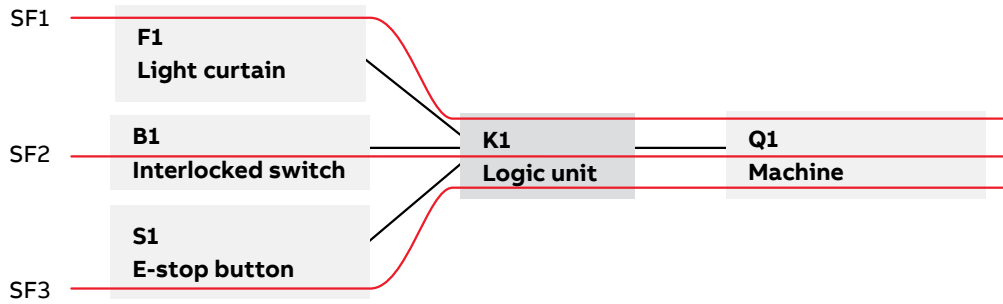 SF1
F1
Light curtain
SF2
B1
Interlocked switch
K1
Logic unit
Q1
Machine
SF3
S1
E-stop button